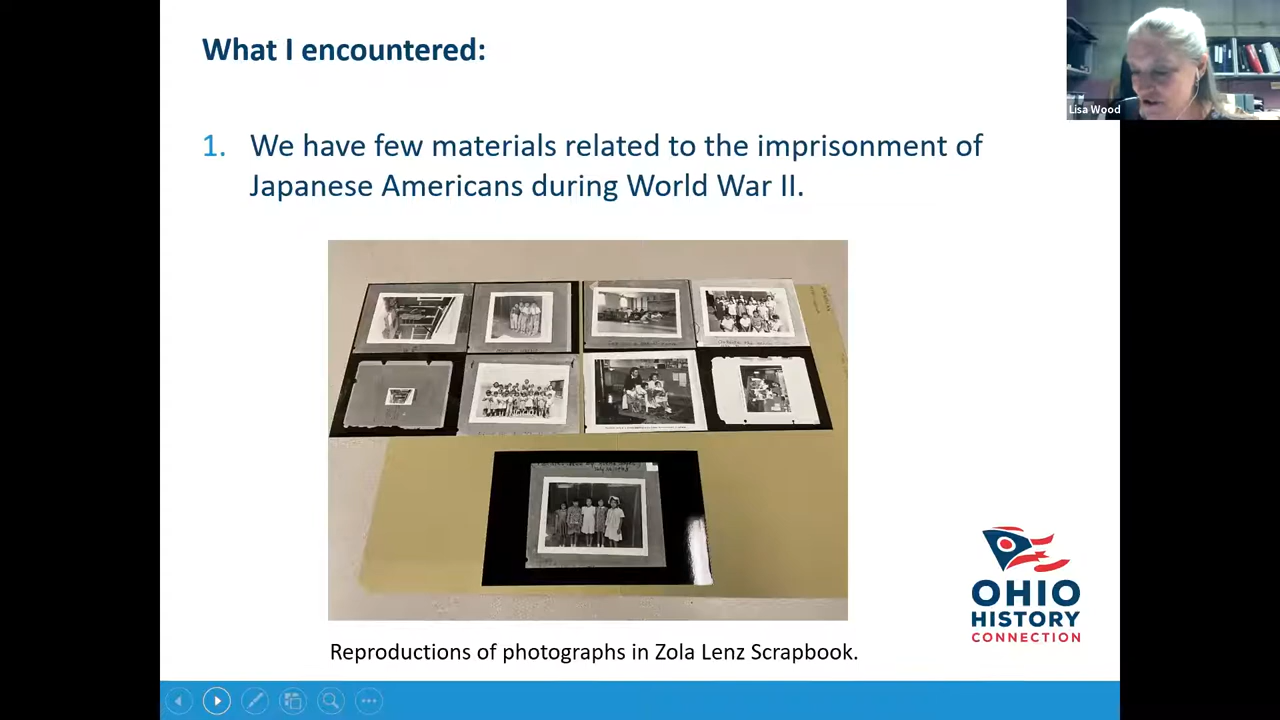 What I encountered:
Lisa Wood
1. We have few materials related to the imprisonment of
Japanese Americans during World War II.
OHIO
HISTORY
CONNECTION
Reproductions of photographs in Zola Lenz Scrapbook.